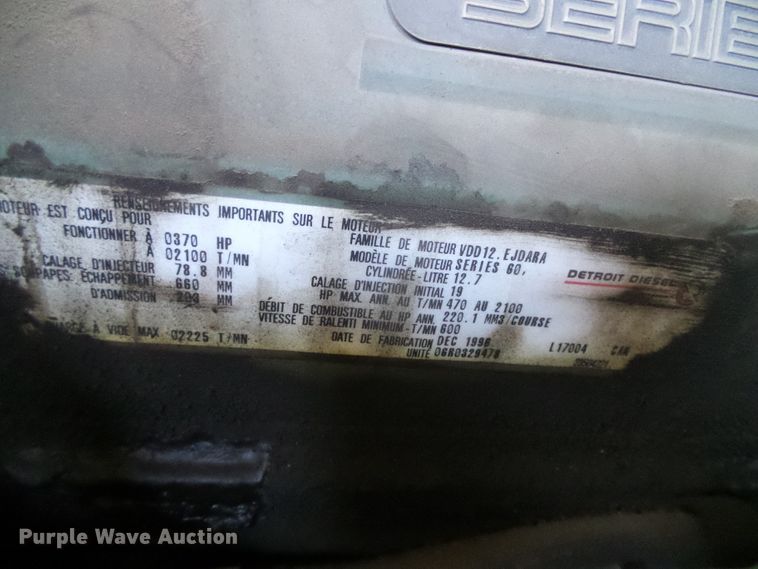 SERIE
RENSEIGNEMENTS IMPORTANTS SUR LE MOTEUR
MOTEUR EST CONÇU POUR
FONCTIONNER À 0370 HP
À 02100 T/MN
CALAGE D'INJECTEUR 78.8 MM
SOUPAPES. ÉCHAPPEMENT 660 MM
D'ADMISSION 203 MM
À VIDE MAX 02225 T/MN
FAMILLE DE MOTEUR VDD12.EJDARA
MODÈLE DE MOTEUR SERIES 60,
CYLINDRÉE-LITRE 12.7
CALAGE D'INJECTION INITIAL 19
HP MAX. ANN. AU T/MN 470 AU 2100
DÉBIT DE COMBUSTIBLE AU HP ANN. 220.1 MM3/COURSE
VITESSE DE RALENTI MINIMUM-T/MN 600
DATE DE FABRICATION DEC 1996
UNITÉ 06R0329478
DETROIT DIESEL
L17004 CAN
Purple Wave Auction